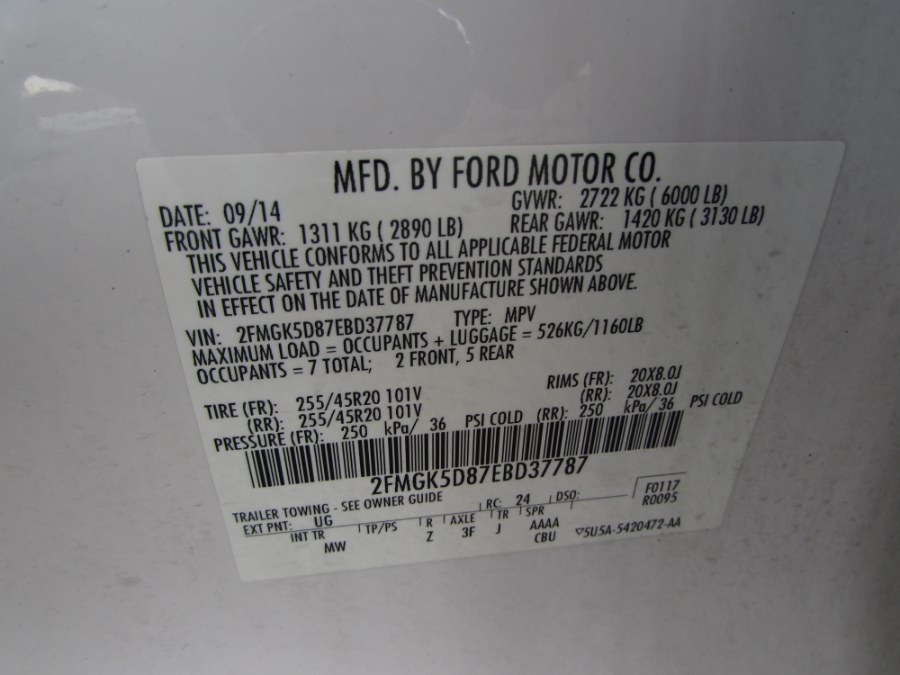 MFD. BY FORD MOTOR CO.
DATE: 09/14 GVWR: 2722 KG ( 6000 LB)
FRONT GAWR: 1311 KG ( 2890 LB) REAR GAWR: 1420 KG ( 3130 LB)
THIS VEHICLE CONFORMS TO ALL APPLICABLE FEDERAL MOTOR
VEHICLE SAFETY AND THEFT PREVENTION STANDARDS
IN EFFECT ON THE DATE OF MANUFACTURE SHOWN ABOVE.
VIN: 2FMGK5D87EBD37787 TYPE: MPV
MAXIMUM LOAD = OCCUPANTS + LUGGAGE = 526KG/1160LB
OCCUPANTS = 7 TOTAL; 2 FRONT, 5 REAR
TIRE (FR): 255/45R20 101V RIMS (FR): 20X8.0J
(RR): 255/45R20 101V (RR): 20X8.0J
PRESSURE (FR): 250 kPa/ 36 PSI COLD (RR): 250 kPa/ 36 PSI COLD
2FMGK5D87EBD37787
TRAILER TOWING - SEE OWNER GUIDE F0117
EXT PNT: UG RC: 24 DSO: R0095
INT TR TP/PS R AXLE TR SPR
MW Z 3F J AAAA
CBU 5U5A-5420472-AA